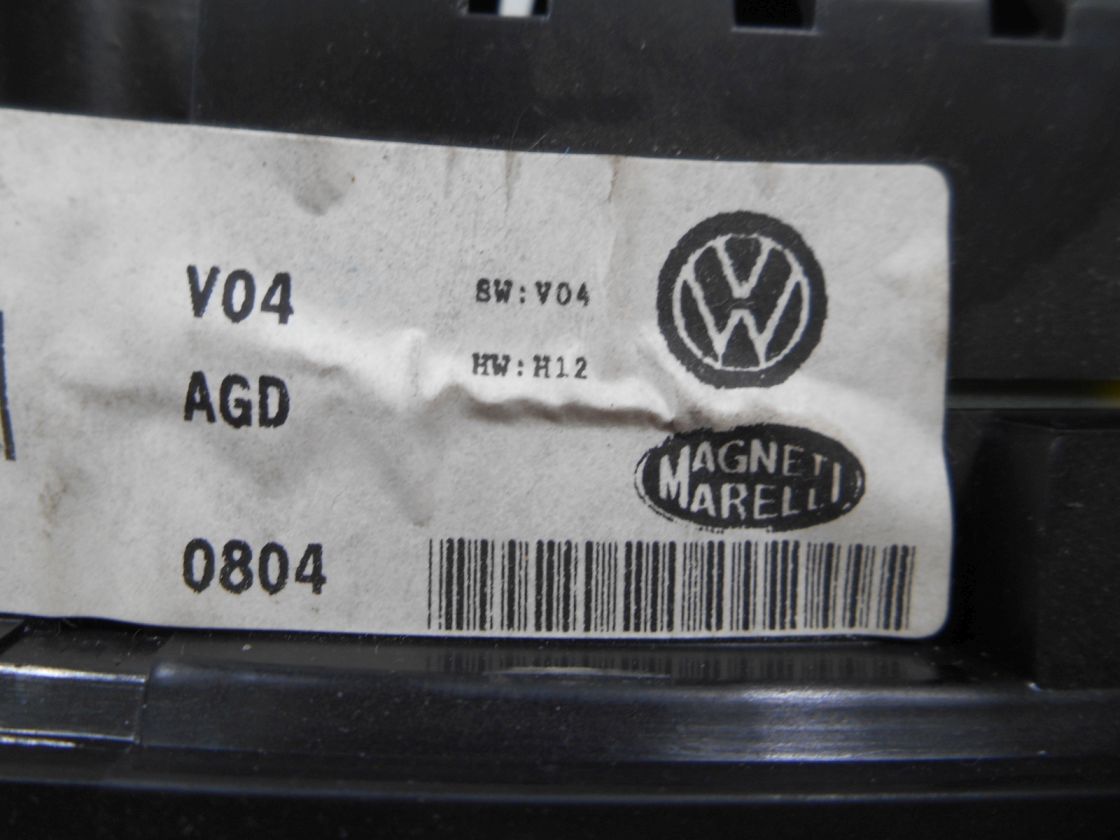 V04
SW:V04
HW:H12
AGD
MAGNETI
MARELLI
0804